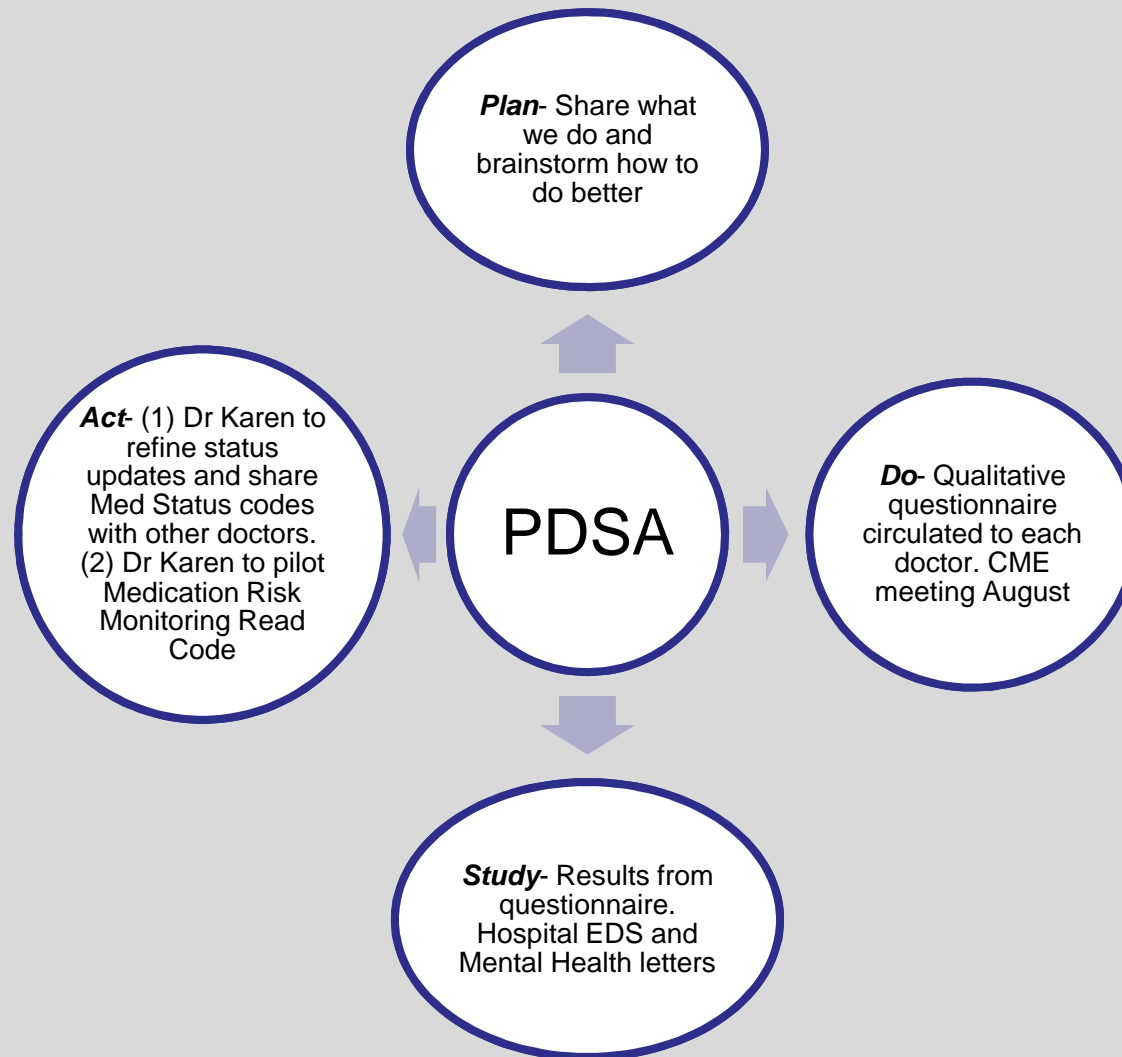 Plan- Share what
we do and
brainstorm how to
do better
Act- (1) Dr Karen to
refine status
updates and share
Med Status codes
with other doctors.
(2) Dr Karen to pilot
Medication Risk
Monitoring Read
Code
PDSA
Do- Qualitative
questionnaire
circulated to each
doctor. CME
meeting August
Study- Results from
questionnaire.
Hospital EDS and
Mental Health letters